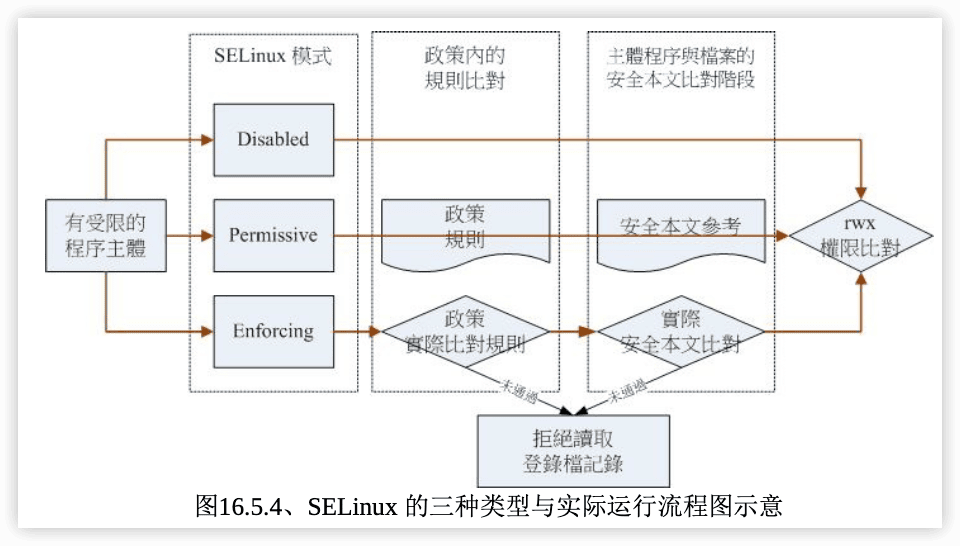 SELinux 模式
政策內的
規則比對
主體程序與檔案的
安全本文比對階段
Disabled
有受限的
程序主體
Permissive
政策
規則
安全本文參考
rwx
權限比對
Enforcing
政策
實際比對規則
實際
安全本文比對
未通過
未通過
拒絕讀取
登錄檔記錄
图16.5.4、SELinux 的三种类型与实际运行流程图示意